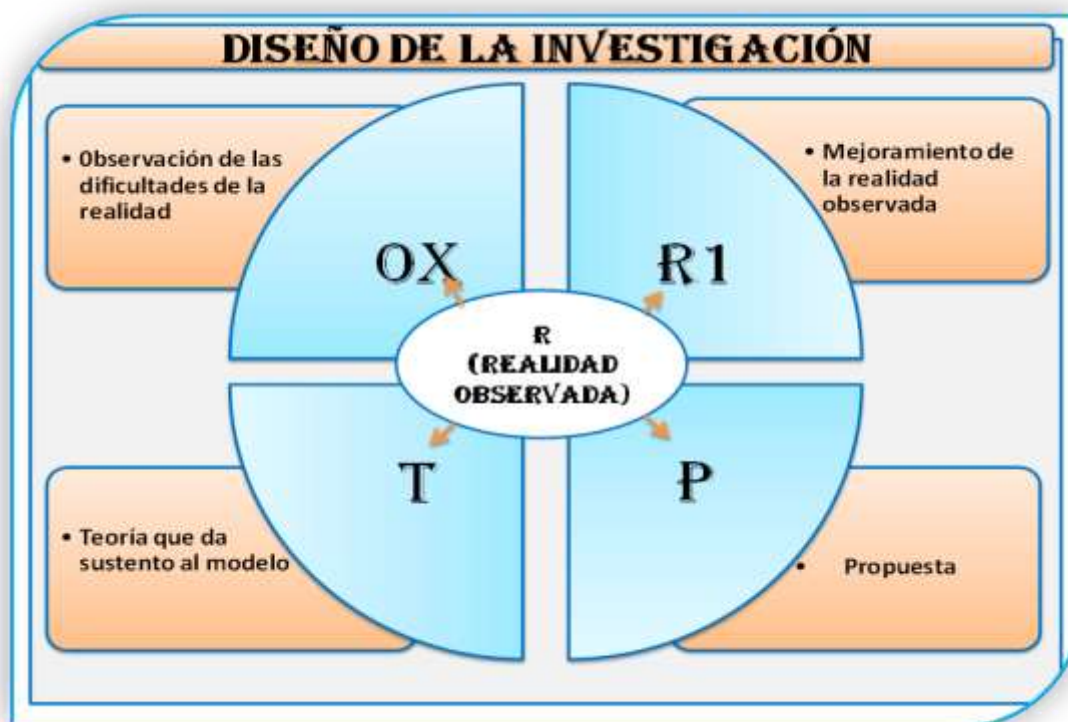 DISEÑO DE LA INVESTIGACIÓN
• Observación de las
dificultades de la
realidad
• Mejoramiento de
la realidad
observada
OX
R1
R
(REALIDAD
OBSERVADA)
T
P
• Teoría que da
sustento al modelo
• Propuesta